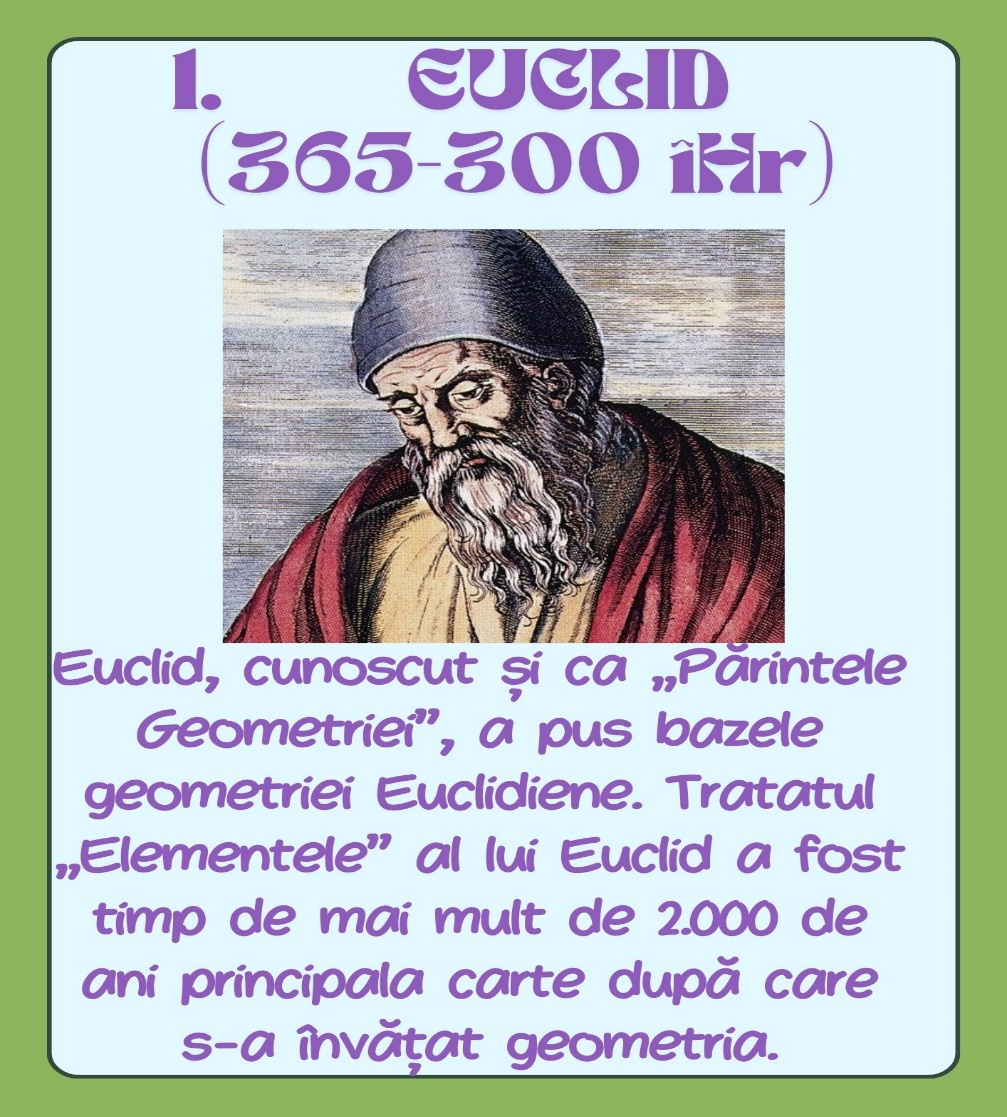 1. EUCLID
(365-300 îHr)
Euclid, cunoscut și ca „Părintele
Geometriei”, a pus bazele
geometriei Euclidiene. Tratatul
„Elementele” al lui Euclid a fost
timp de mai mult de 2.000 de
ani principala carte după care
s-a învățat geometria.